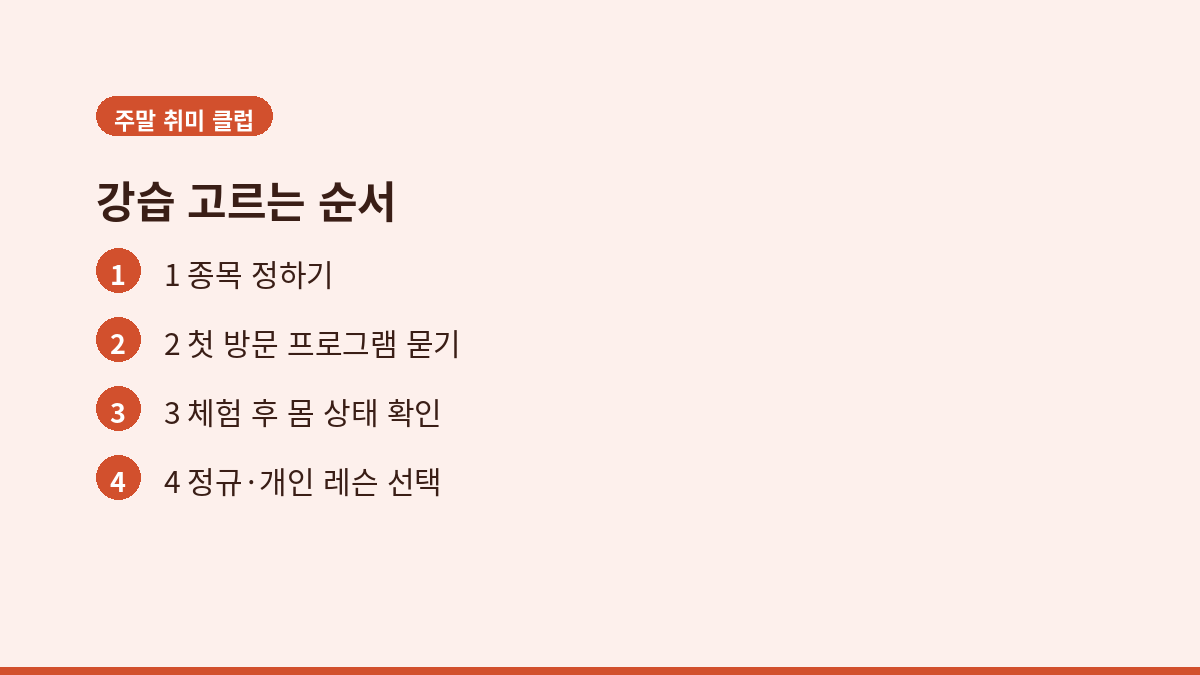 주말 취미 클럽
강습 고르는 순서
1 1 종목 정하기
2 2 첫 방문 프로그램 묻기
3 3 체험 후 몸 상태 확인
4 4 정규·개인 레슨 선택